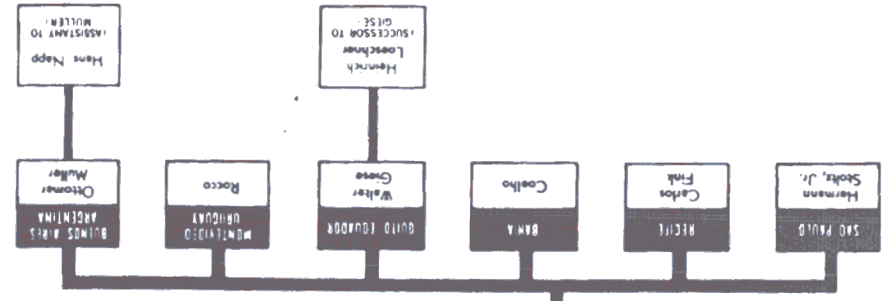 SAO PAULO
Hermann
Stoltz, Jr.
RECIFE
Carlos
Fink
BAHIA
Coelho
QUITO EQUADOR
Walter
Giese
MONTEVIDEO
URUGUAY
Rocco
BUENOS AIRES
ARGENTINA
Ottomar
Muller
Heinrich
Loeschner
(SUCCESSOR TO
GIESE)
Hans Napp
(ASSISTANT TO
MULLER)